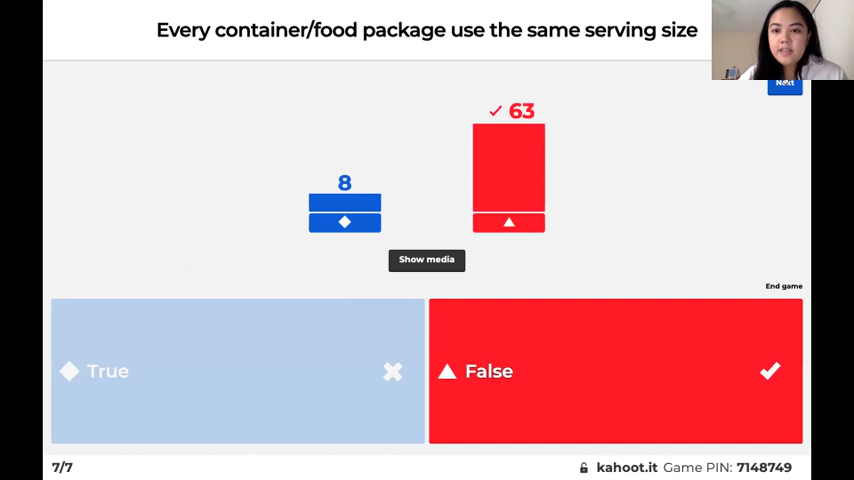 Every container/food package use the same serving size
Next
63
8
Show media
End game
True
False
7/7
kahoot.it Game PIN: 7148749